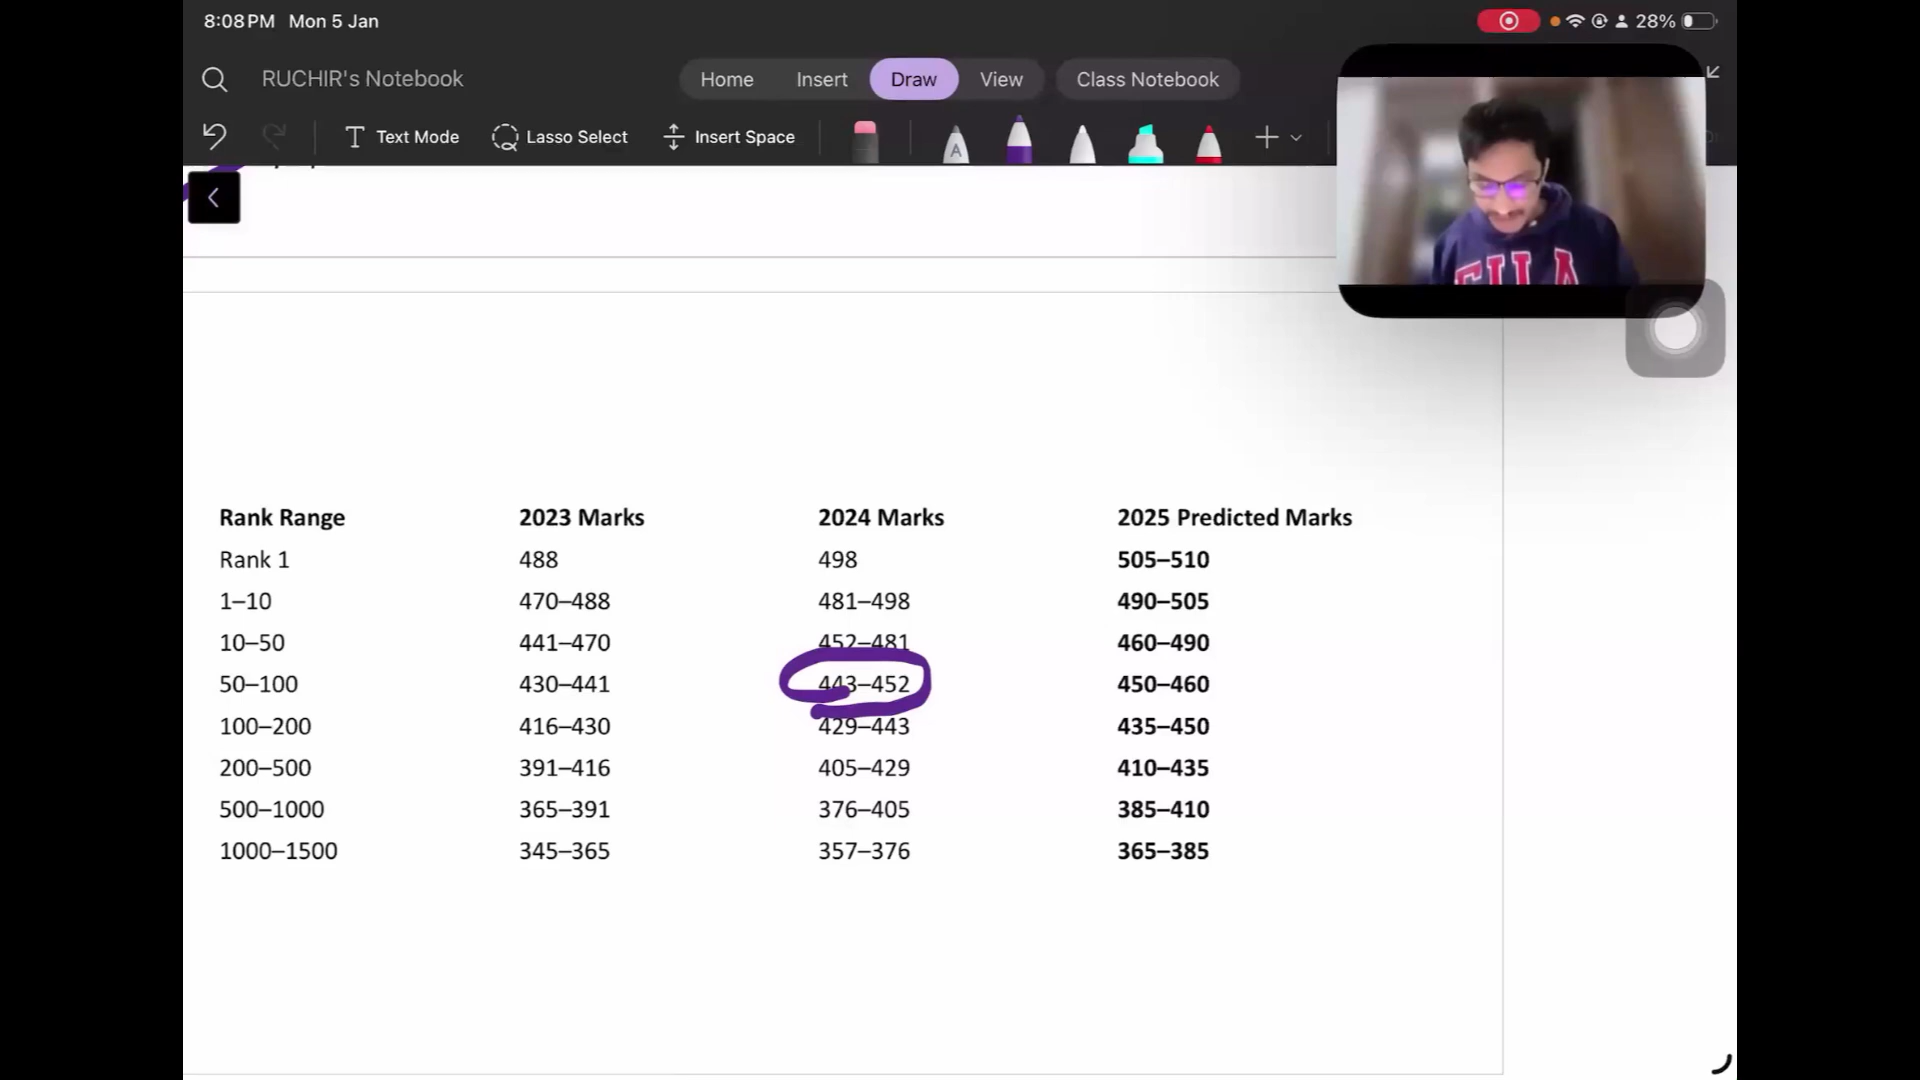 8:08 PM Mon 5 Jan
28%
RUCHIR's Notebook
Home Insert Draw View Class Notebook
Text Mode Lasso Select Insert Space
A
Rank Range 2023 Marks 2024 Marks 2025 Predicted Marks
Rank 1 488 498 505–510
1–10 470–488 481–498 490–505
10–50 441–470 452–481 460–490
50–100 430–441 443–452 450–460
100–200 416–430 429–443 435–450
200–500 391–416 405–429 410–435
500–1000 365–391 376–405 385–410
1000–1500 345–365 357–376 365–385